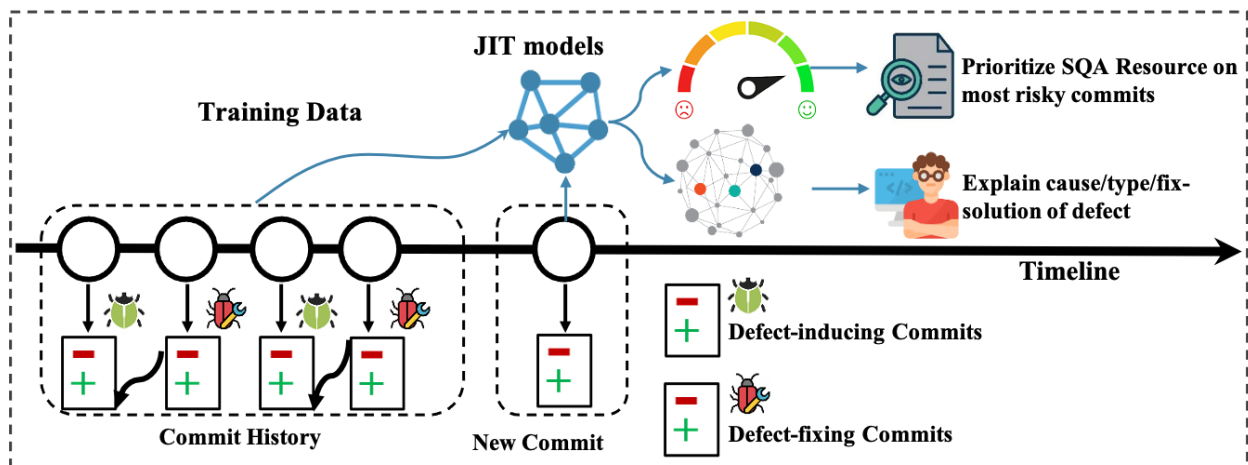 JIT models
Training Data
Prioritize SQA Resource on
most risky commits
Explain cause/type/fix-
solution of defect
Timeline
Defect-inducing Commits
Commit History
New Commit
Defect-fixing Commits